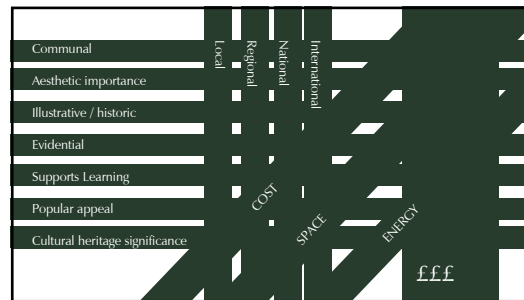 Communal
Aesthetic importance
Illustrative / historic
Evidential
Supports Learning
Popular appeal
Cultural heritage significance
Local
Regional
National
International
COST
SPACE
ENERGY
£££